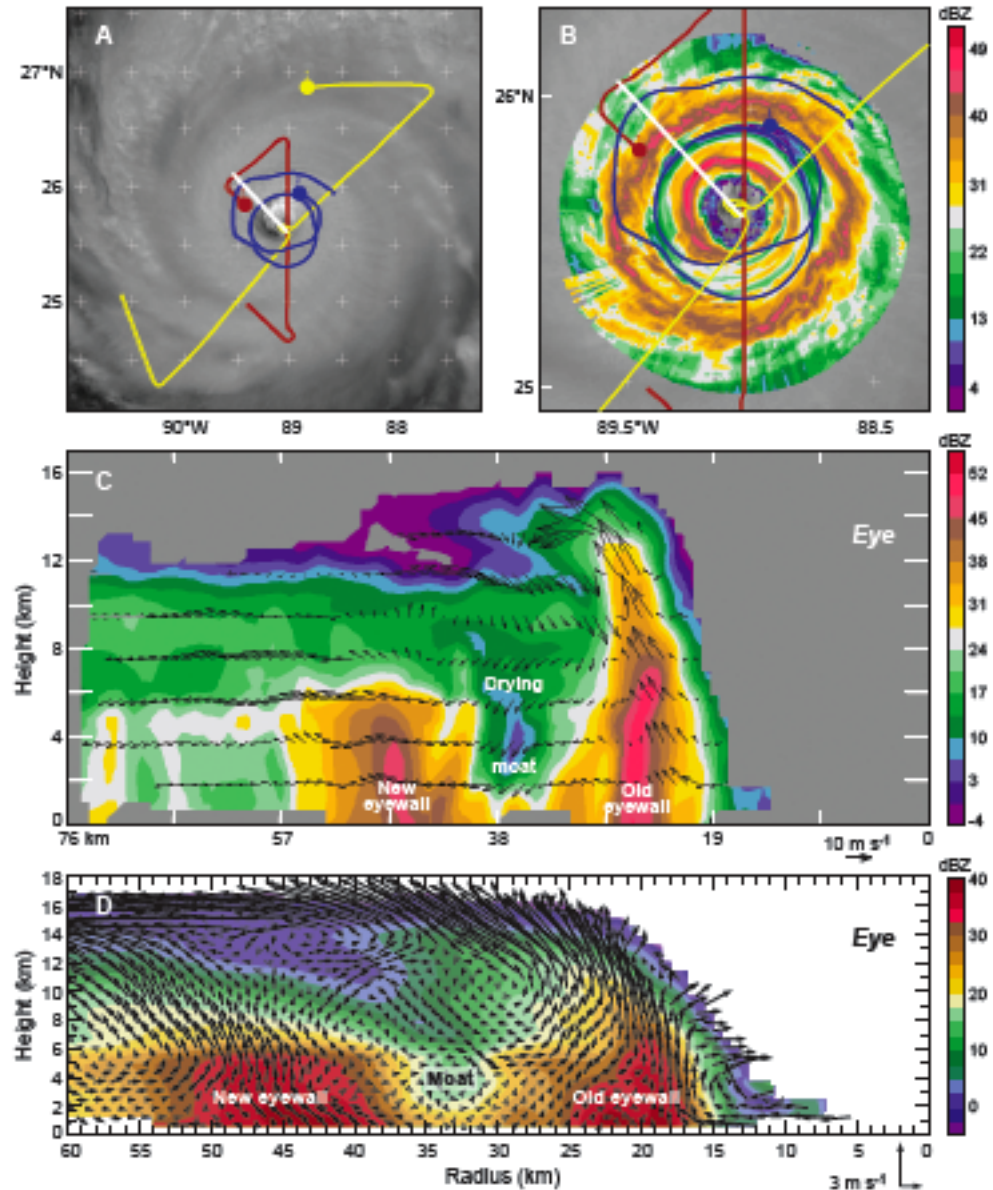 A
27°N
26
25
90°W 89 88
B
26°N
25
89.5°W 88.5
dBZ
49
40
31
22
13
4
C
16
12
8
4
0
Height (km)
Eye
Drying
moat
New
eyewall
Old
eyewall
76 km 57 38 19 0
10 m s-1
dBZ
52
45
38
31
24
17
10
3
-4
D
18
16
14
12
10
8
6
4
2
0
Height (km)
Eye
Moat
New eyewall
Old eyewall
60 55 50 45 40 35 30 25 20 15 10 5 0
Radius (km)
3 m s-1
dBZ
40
30
20
10
0